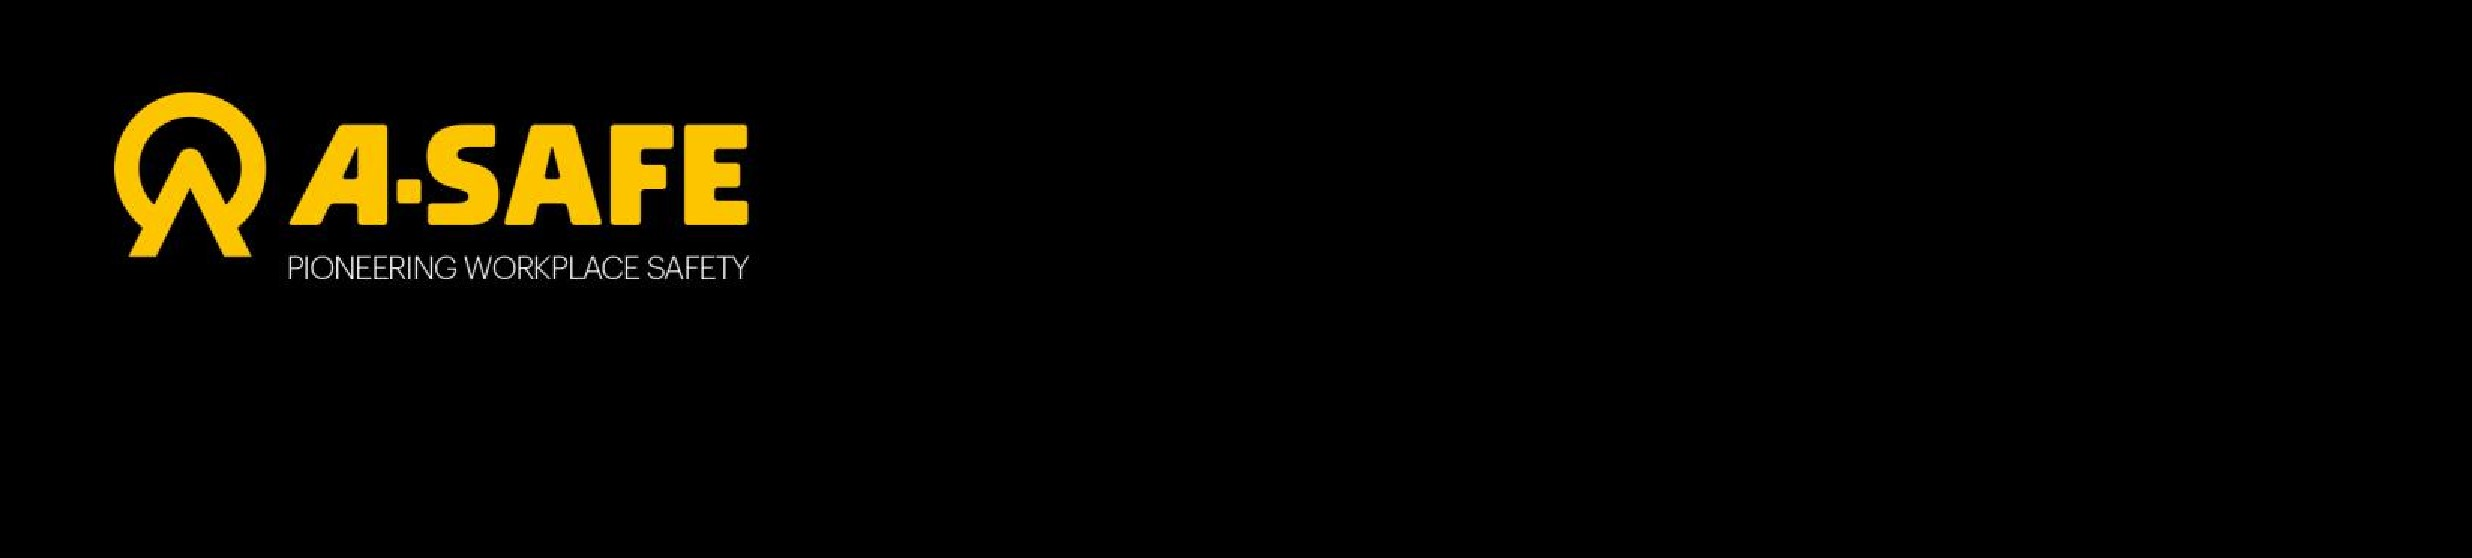 A-SAFE
PIONEERING WORKPLACE SAFETY